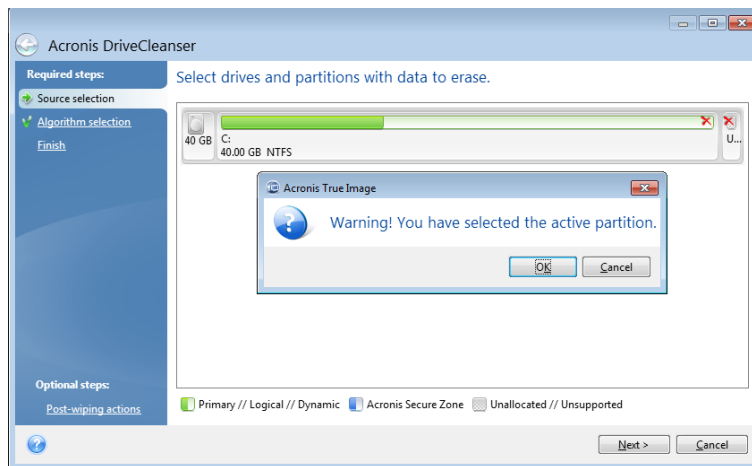 Acronis DriveCleanser
Required steps:
Source selection
Algorithm selection
Finish
Select drives and partitions with data to erase.
40 GB
C:
40.00 GB NTFS
U...
Acronis True Image
Warning! You have selected the active partition.
OK
Cancel
Optional steps:
Post-wiping actions
Primary // Logical // Dynamic
Acronis Secure Zone
Unallocated // Unsupported
Next >
Cancel